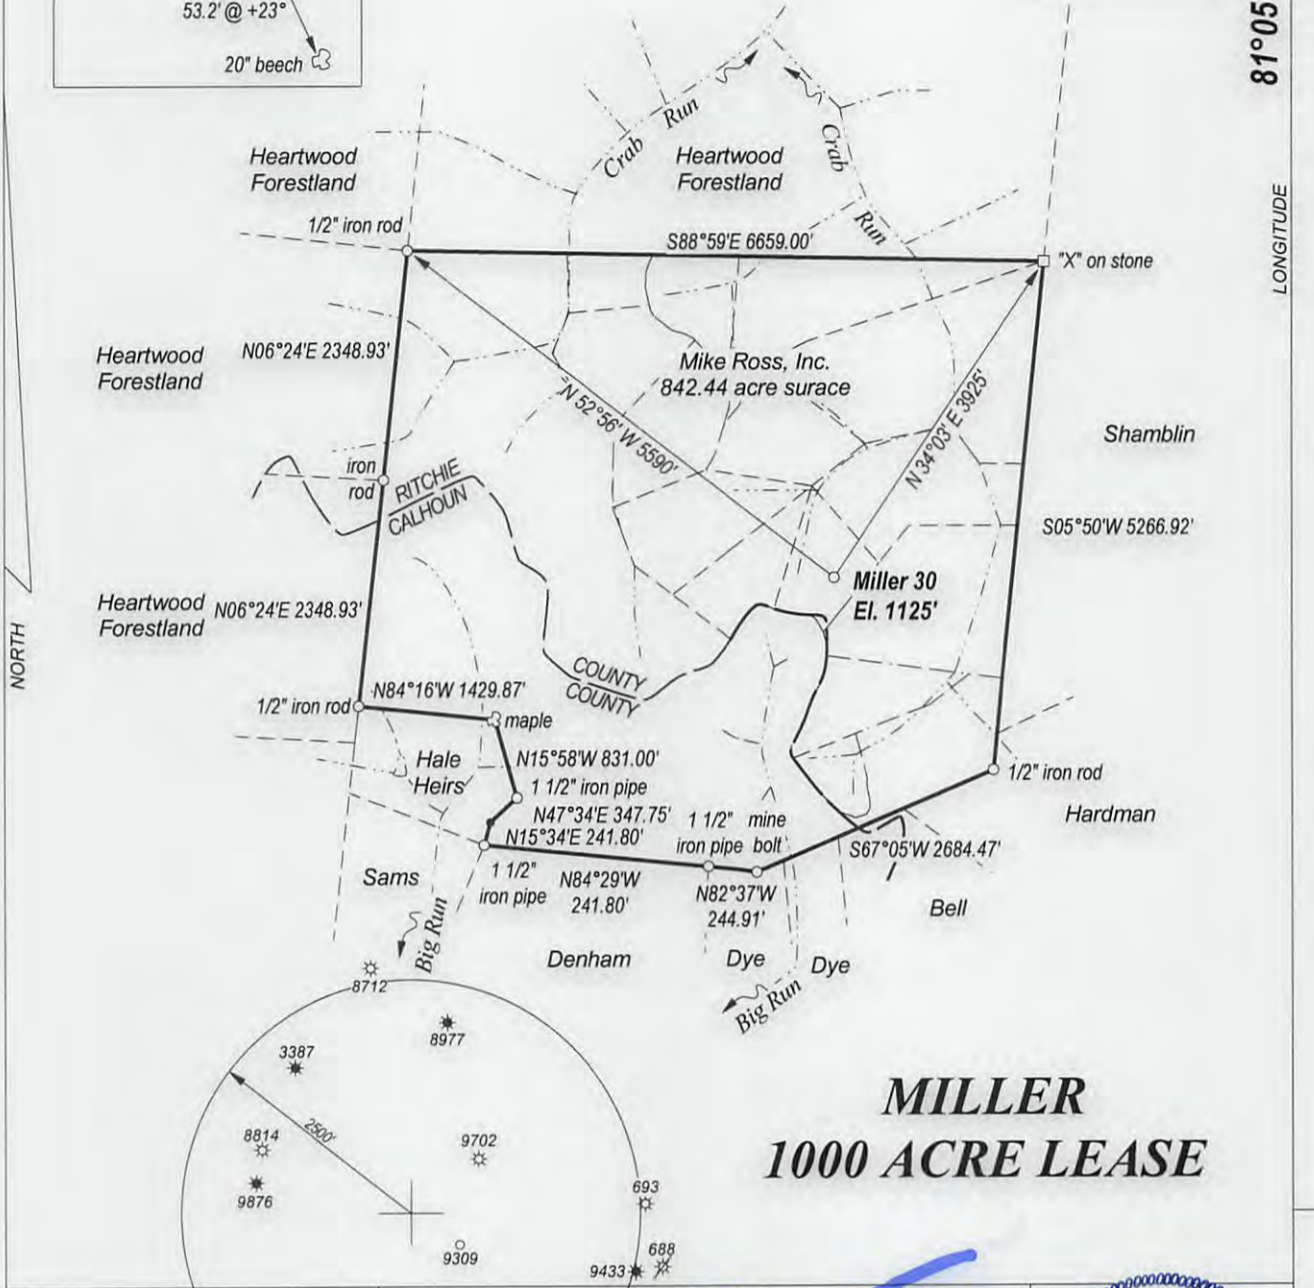 53.2' @ +23°
20" beech
81°05
LONGITUDE
NORTH
Crab Run
Crab Run
Heartwood
Forestland
Heartwood
Forestland
1/2" iron rod
S88°59'E 6659.00'
"X" on stone
Heartwood
Forestland
N06°24'E 2348.93'
Mike Ross, Inc.
842.44 acre surace
N 52°56' W 5590'
N 34°03' E 3925'
Shamblin
iron
rod
RITCHIE
CALHOUN
S05°50'W 5266.92'
Miller 30
El. 1125'
Heartwood
Forestland
N06°24'E 2348.93'
COUNTY
COUNTY
N84°16'W 1429.87'
1/2" iron rod
maple
Hale
Heirs
N15°58'W 831.00'
1 1/2" iron pipe
N47°34'E 347.75'
N15°34'E 241.80'
1 1/2"
iron pipe
mine
bolt
1/2" iron rod
Hardman
S67°05'W 2684.47'
Sams
1 1/2"
iron pipe
N84°29'W
241.80'
N82°37'W
244.91'
Bell
Big Run
Denham
Dye
Dye
Big Run
8712
8977
3387
2500'
8814
9702
9876
693
9309
688
9433
MILLER
1000 ACRE LEASE